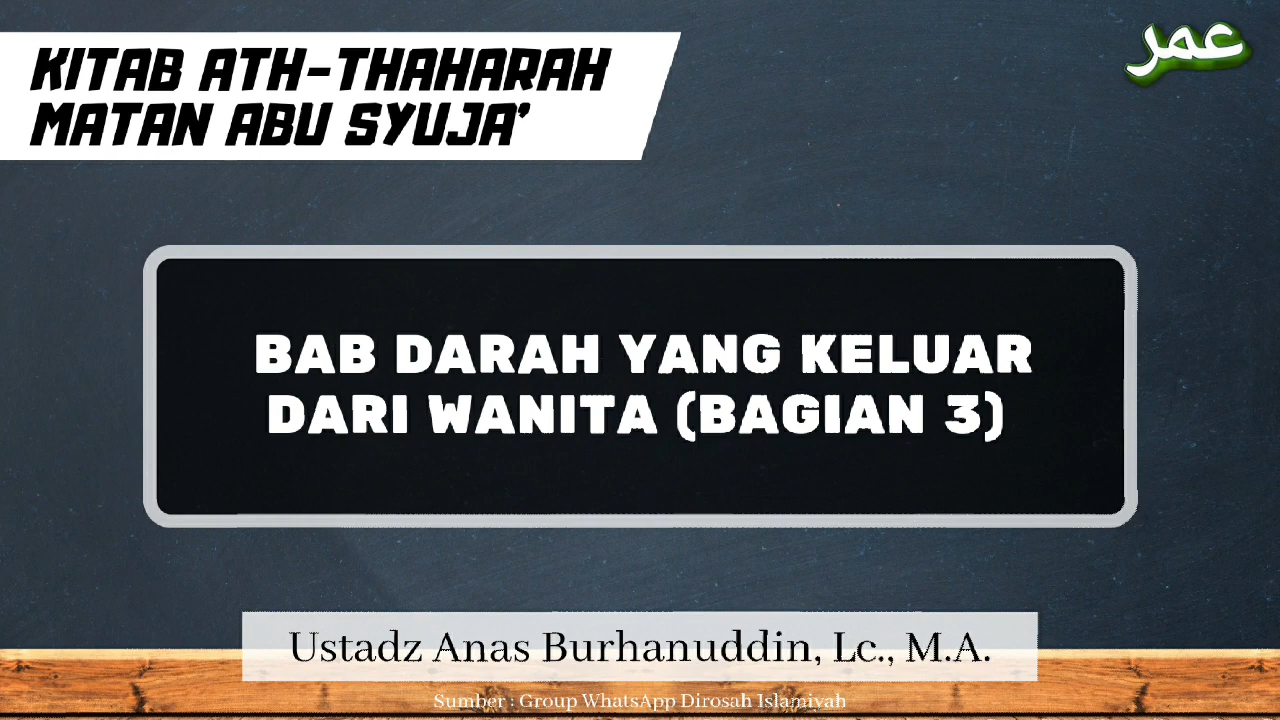 KITAB ATH-THAHARAH
MATAN ABU SYUJA'
عمر
BAB DARAH YANG KELUAR
DARI WANITA (BAGIAN 3)
Ustadz Anas Burhanuddin, Lc., M.A.
Sumber : Group WhatsApp Dirosah Islamiyah